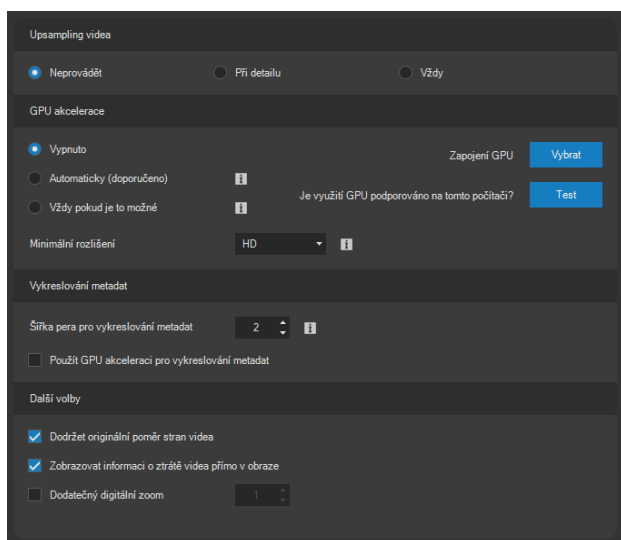 Upsampling videa
Neprovádět Při detailu Vždy
GPU akcelerace
Vypnuto
Zapojení GPU Vybrat
Automaticky (doporučeno) i
Je využití GPU podporováno na tomto počítači? Test
Vždy pokud je to možné i
Minimální rozlišení HD i
Vykreslování metadat
Šířka pera pro vykreslování metadat 2 i
Použít GPU akceleraci pro vykreslování metadat
Další volby
Dodržet originální poměr stran videa
Zobrazovat informaci o ztrátě videa přímo v obraze
Dodatečný digitální zoom 1